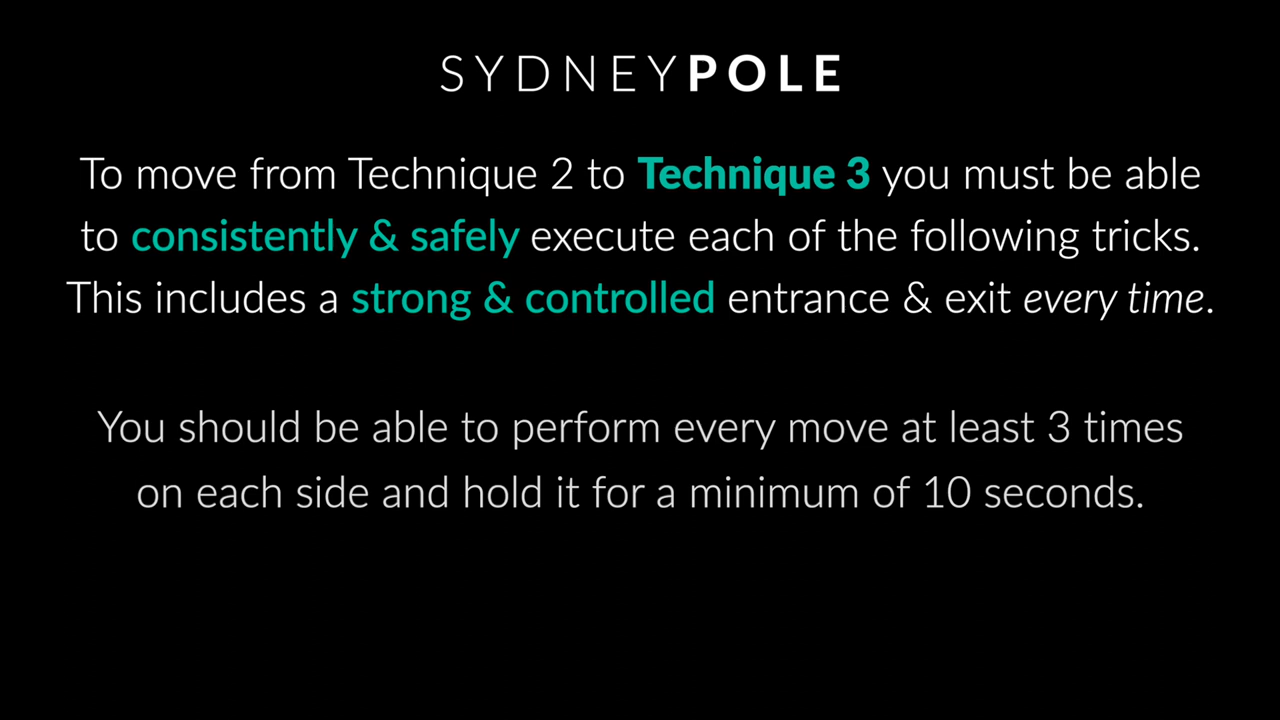 SYDNEYPOLE
To move from Technique 2 to Technique 3 you must be able
to consistently & safely execute each of the following tricks.
This includes a strong & controlled entrance & exit every time.
You should be able to perform every move at least 3 times
on each side and hold it for a minimum of 10 seconds.